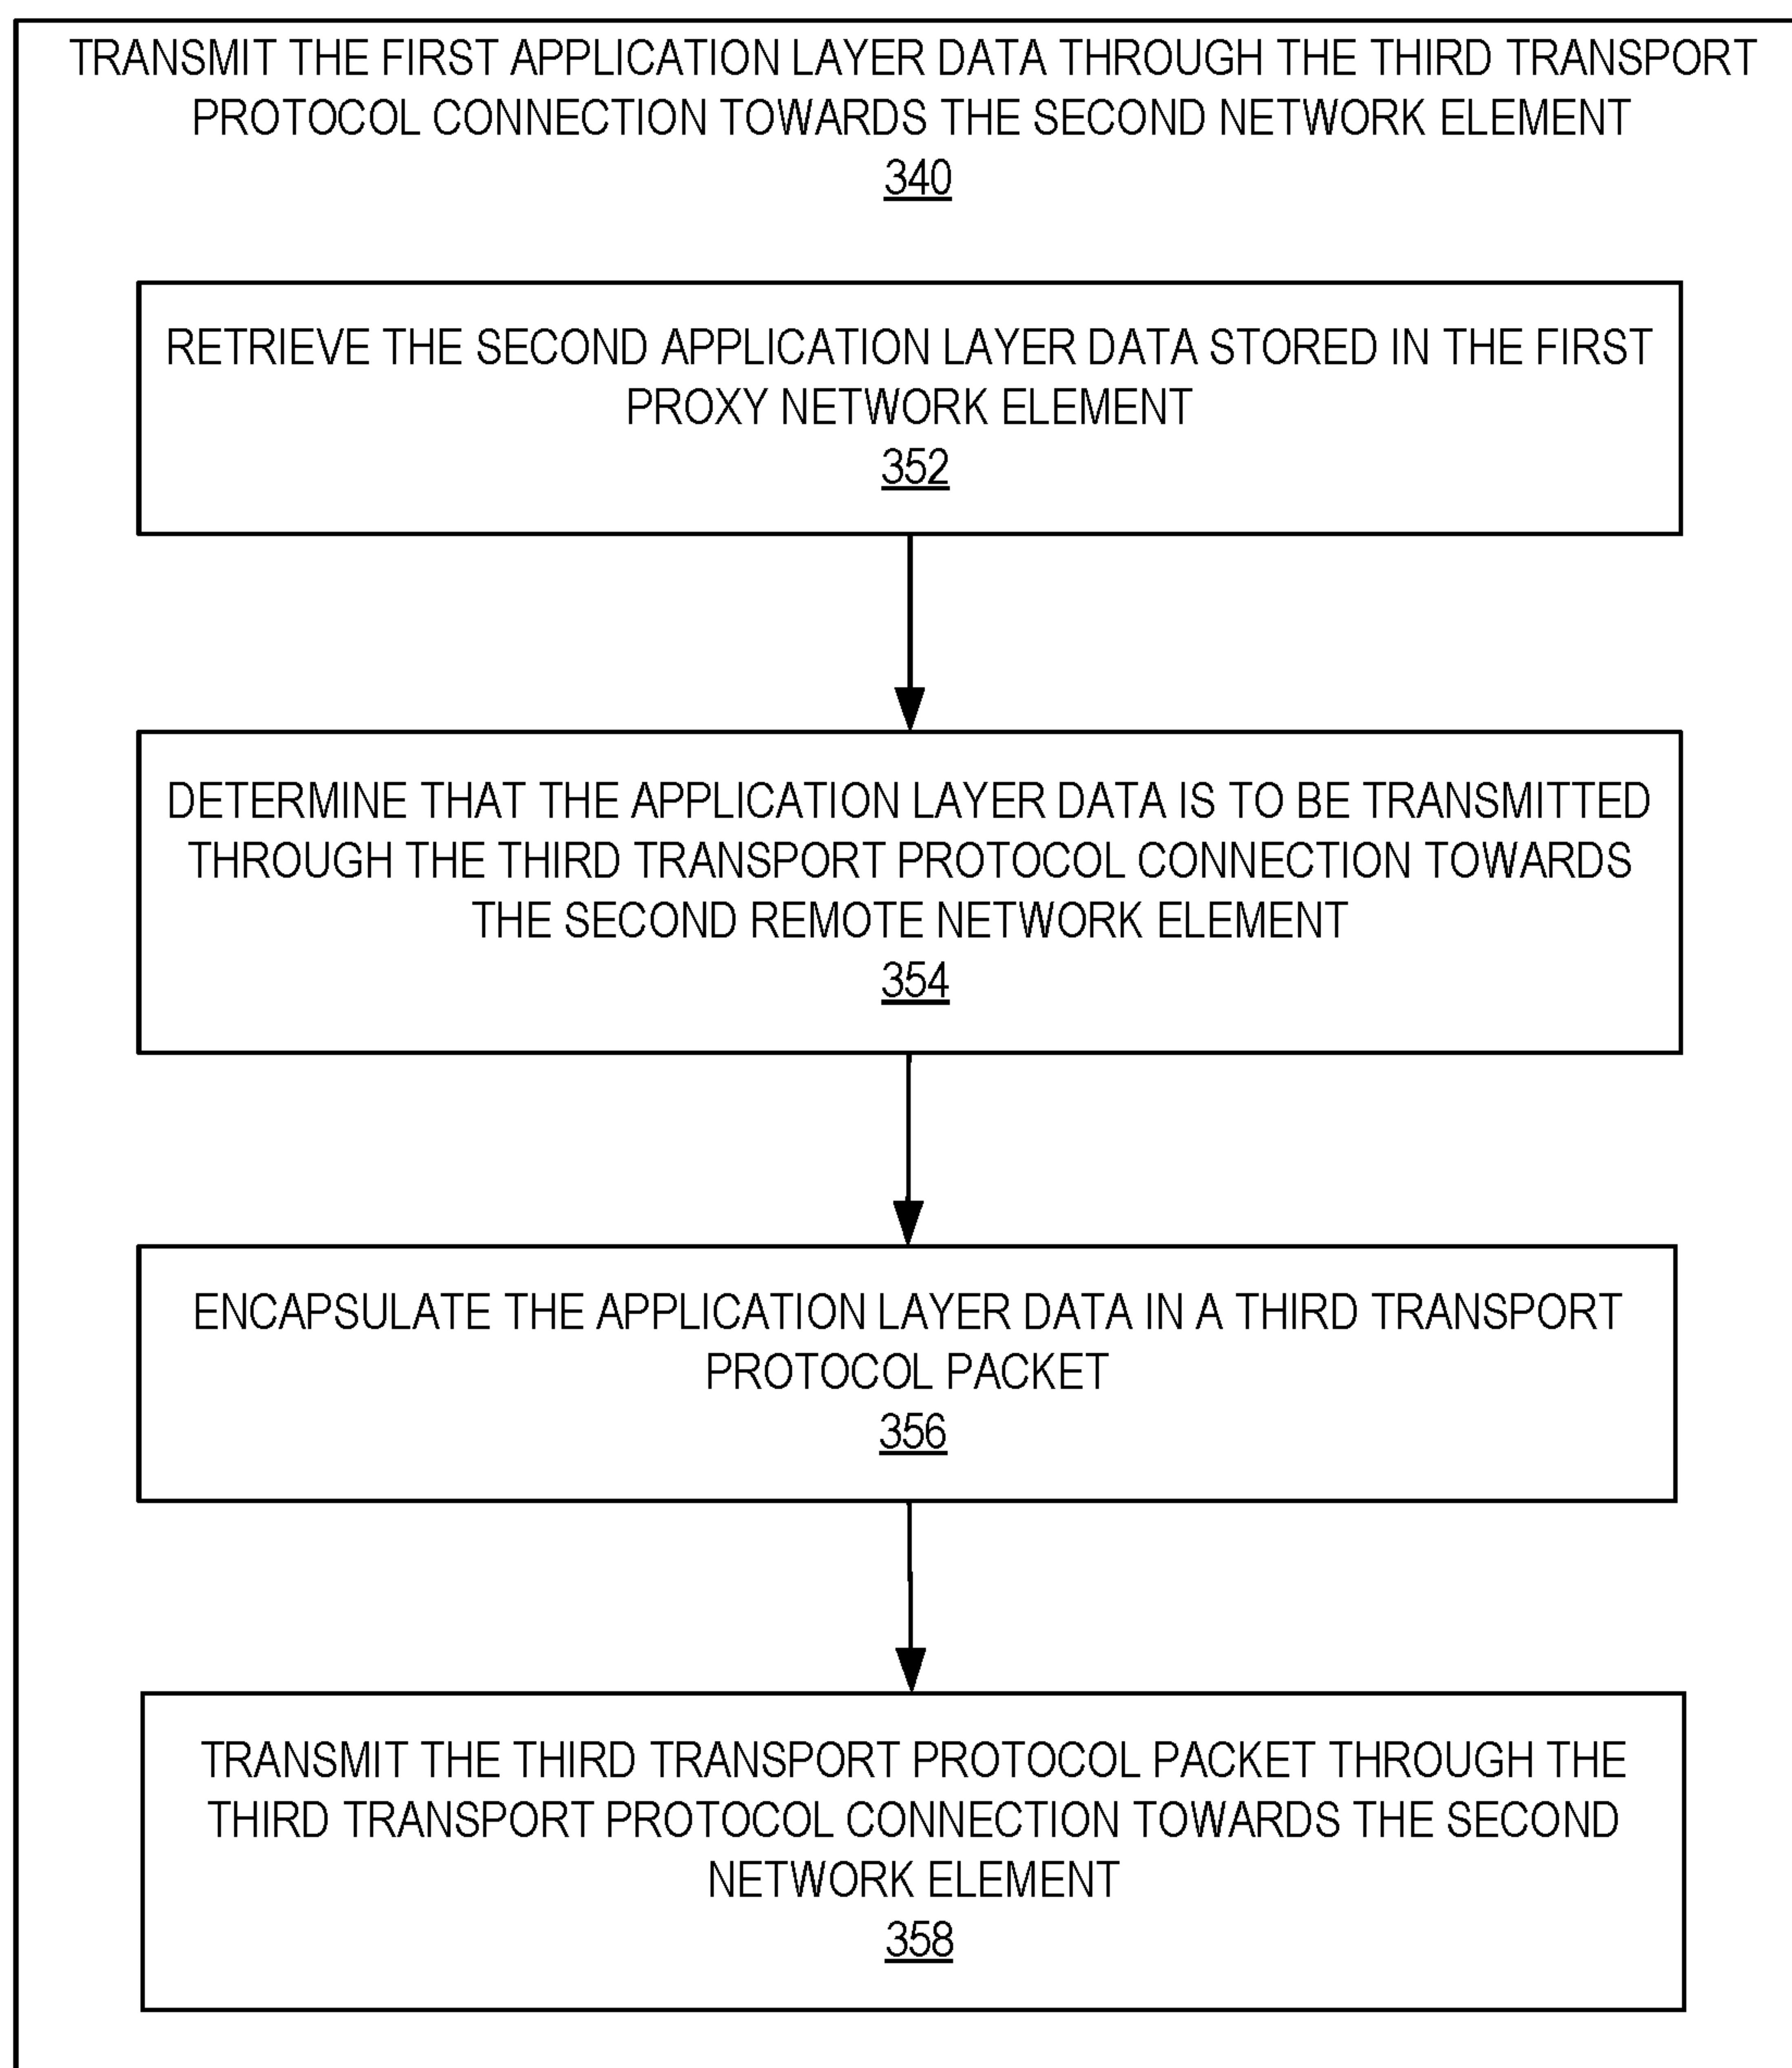 TRANSMIT THE FIRST APPLICATION LAYER DATA THROUGH THE THIRD TRANSPORT
PROTOCOL CONNECTION TOWARDS THE SECOND NETWORK ELEMENT
340
RETRIEVE THE SECOND APPLICATION LAYER DATA STORED IN THE FIRST
PROXY NETWORK ELEMENT
352
DETERMINE THAT THE APPLICATION LAYER DATA IS TO BE TRANSMITTED
THROUGH THE THIRD TRANSPORT PROTOCOL CONNECTION TOWARDS
THE SECOND REMOTE NETWORK ELEMENT
354
ENCAPSULATE THE APPLICATION LAYER DATA IN A THIRD TRANSPORT
PROTOCOL PACKET
356
TRANSMIT THE THIRD TRANSPORT PROTOCOL PACKET THROUGH THE
THIRD TRANSPORT PROTOCOL CONNECTION TOWARDS THE SECOND
NETWORK ELEMENT
358